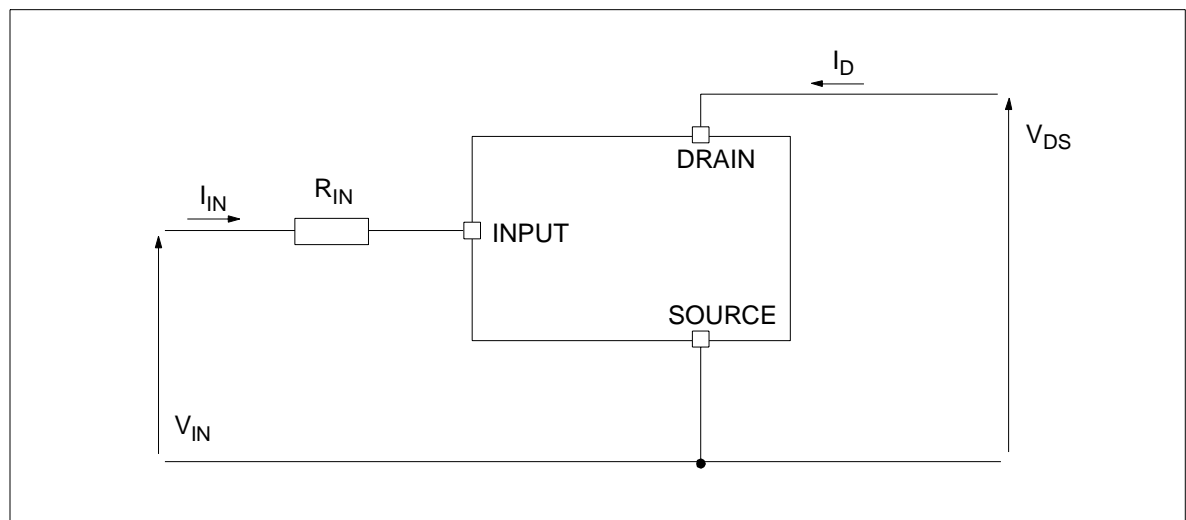 I_D
DRAIN
V_DS
I_IN
R_IN
INPUT
SOURCE
V_IN